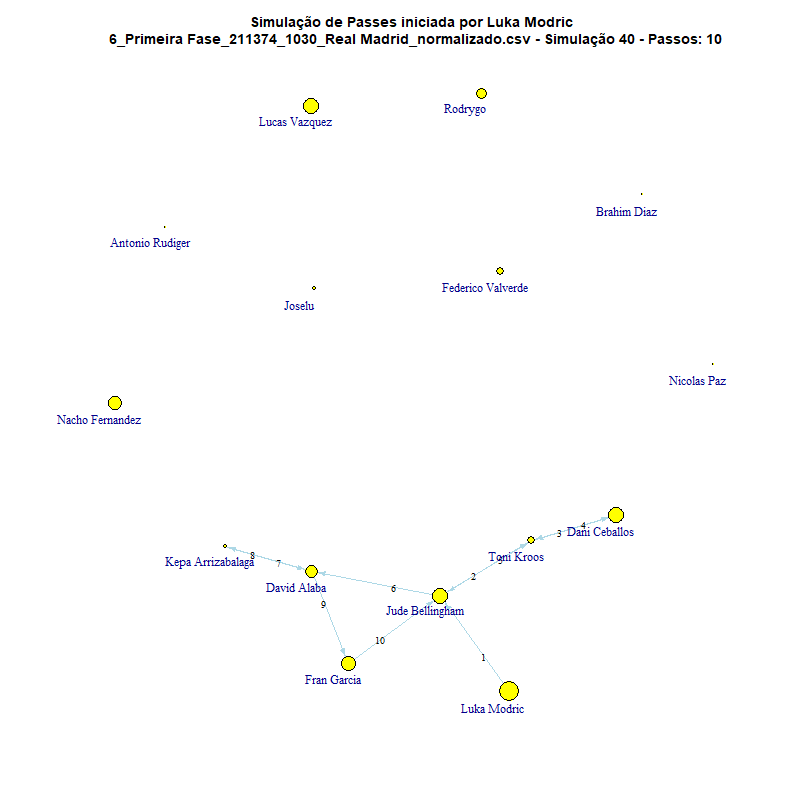 Simulação de Passes iniciada por Luka Modric
6_Primeira Fase_211374_1030_Real Madrid_normalizado.csv - Simulação 40 - Passos: 10
Rodrygo
Lucas Vazquez
Brahim Diaz
Antonio Rudiger
Federico Valverde
Joselu
Nicolas Paz
Nacho Fernandez
4
3
Dani Ceballos
8
7
Kepa Arrizabalaga
Toni Kroos
5
2
6
David Alaba
9
Jude Bellingham
10
1
Fran Garcia
Luka Modric